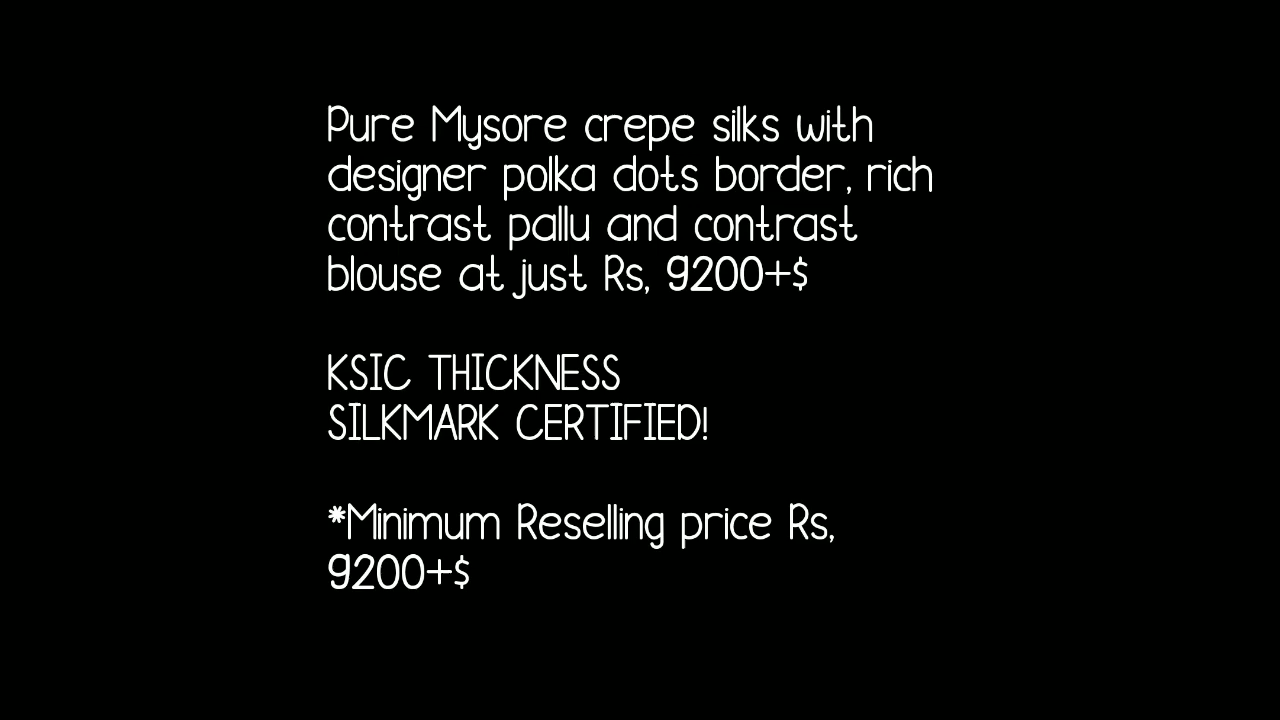 Pure Mysore crepe silks with
designer polka dots border, rich
contrast pallu and contrast
blouse at just Rs, 9200+$
KSIC THICKNESS
SILKMARK CERTIFIED!
*Minimum Reselling price Rs,
9200+$